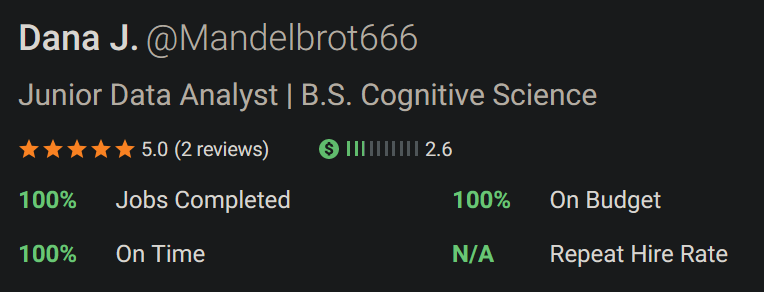 Dana J. @Mandelbrot666
Junior Data Analyst | B.S. Cognitive Science
5.0 (2 reviews) $ 2.6
100% Jobs Completed 100% On Budget
100% On Time N/A Repeat Hire Rate